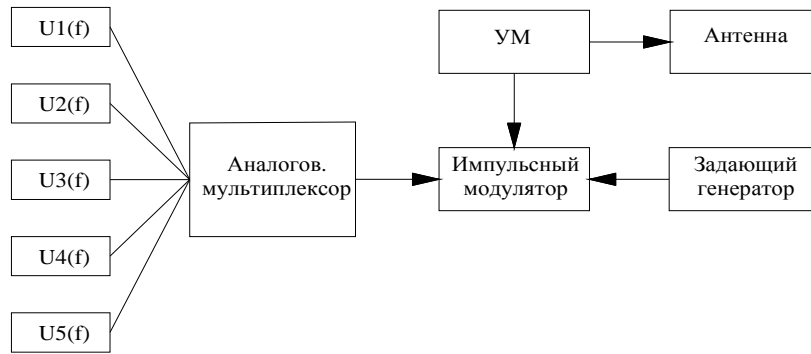 U1(f)
U2(f)
U3(f)
U4(f)
U5(f)
Аналогов.
мультиплексор
УМ
Антенна
Импульсный
модулятор
Задающий
генератор